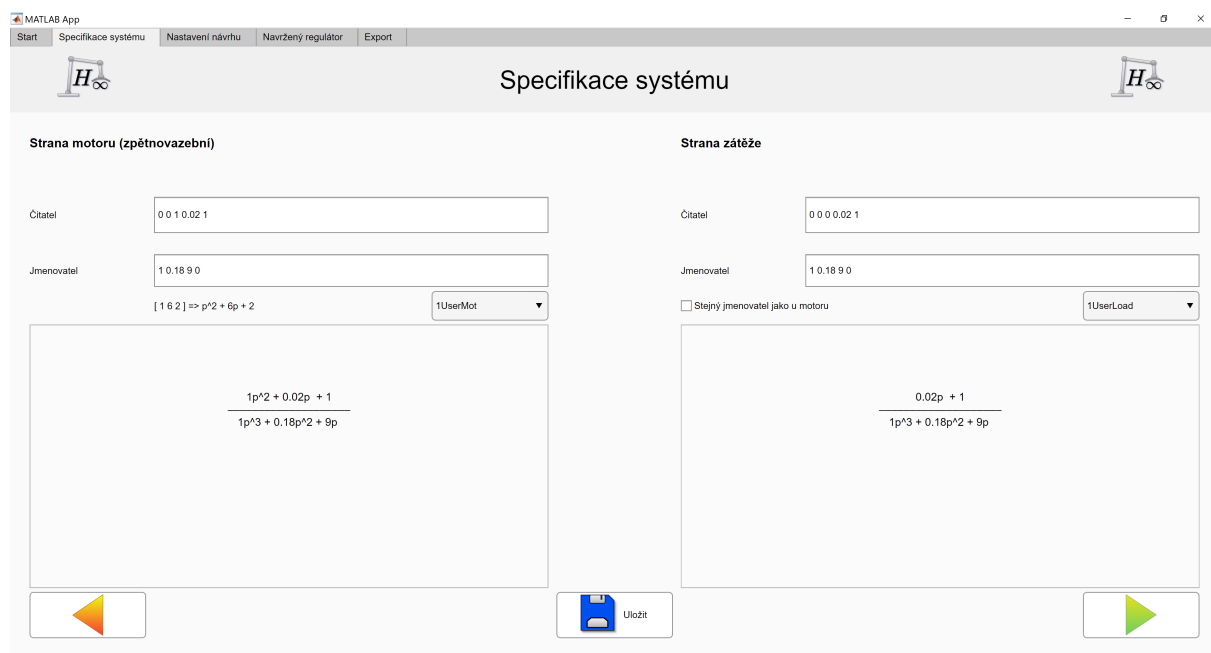 MATLAB App
Start Specifikace systému Nastavení návrhu Navržený regulátor Export
H∞ Specifikace systému H∞
Strana motoru (zpětnovazební)
Čitatel 0 0 1 0.02 1
Jmenovatel 1 0.18 9 0
[ 1 6 2 ] => p^2 + 6p + 2 1UserMot
1p^2 + 0.02p + 1
1p^3 + 0.18p^2 + 9p
Strana zátěže
Čitatel 0 0 0 0.02 1
Jmenovatel 1 0.18 9 0
Stejný jmenovatel jako u motoru 1UserLoad
0.02p + 1
1p^3 + 0.18p^2 + 9p
Uložit